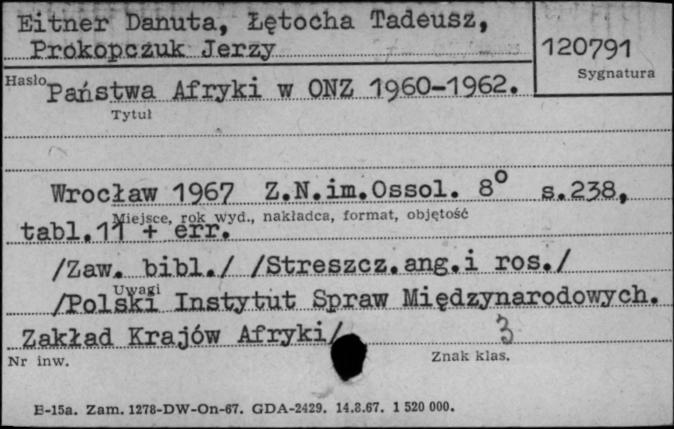 Eitner Danuta, Łętocha Tadeusz,
Prokopczuk Jerzy
120791
Sygnatura
Hasło
Państwa Afryki w ONZ 1960-1962.
Tytuł
Wrocław 1967 Z.N.im.Ossol. 8° s.238,
Miejsce, rok wyd., nakładca, format, objętość
tabl.11 + err.
/Zaw. bibl./ /Streszcz.ang.i ros./
Uwagi
/Polski Instytut Spraw Międzynarodowych.
Zakład Krajów Afryki/
3
Nr inw.
Znak klas.
E-15a. Zam. 1278-DW-On-67. GDA-2429. 14.8.67. 1 520 000.